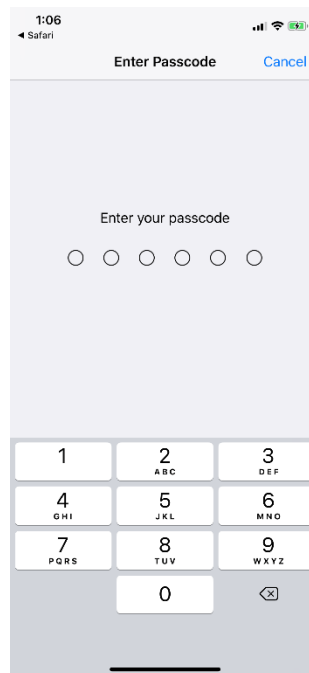 1:06
◀ Safari
Enter Passcode
Cancel
Enter your passcode
1
2
ABC
3
DEF
4
GHI
5
JKL
6
MNO
7
PQRS
8
TUV
9
WXYZ
0